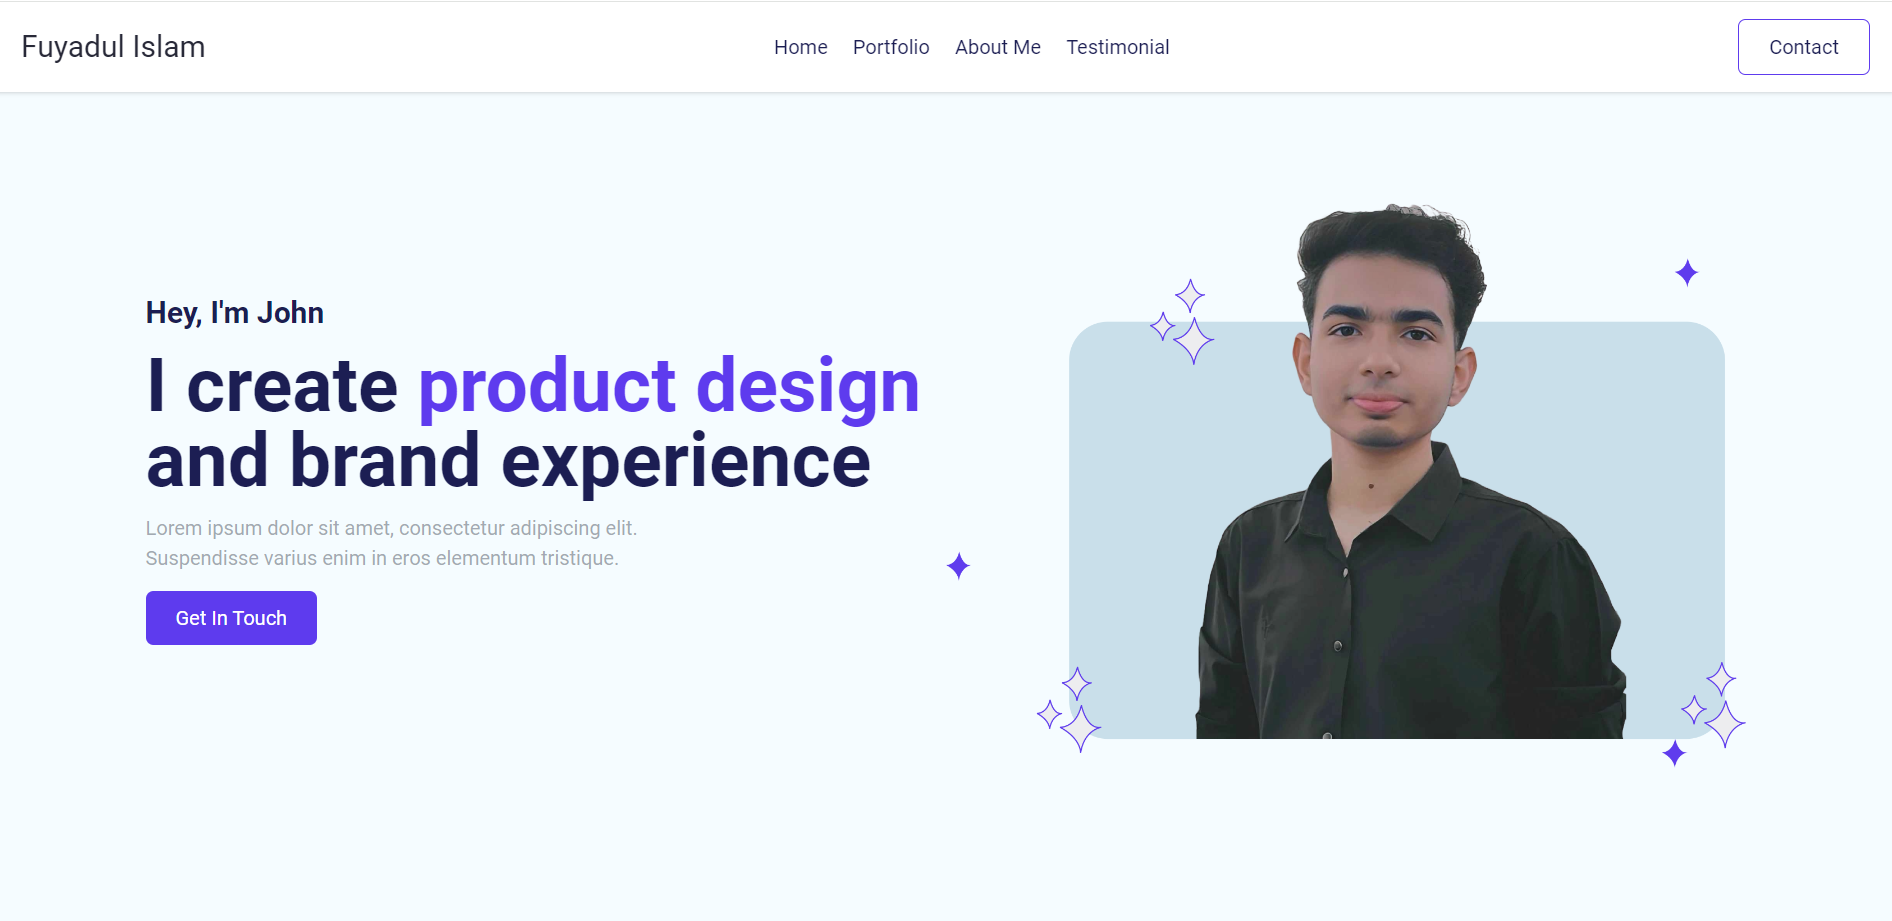 Fuyadul Islam
Home Portfolio About Me Testimonial
Contact
Hey, I'm John
I create product design
and brand experience
Lorem ipsum dolor sit amet, consectetur adipiscing elit.
Suspendisse varius enim in eros elementum tristique.
Get In Touch